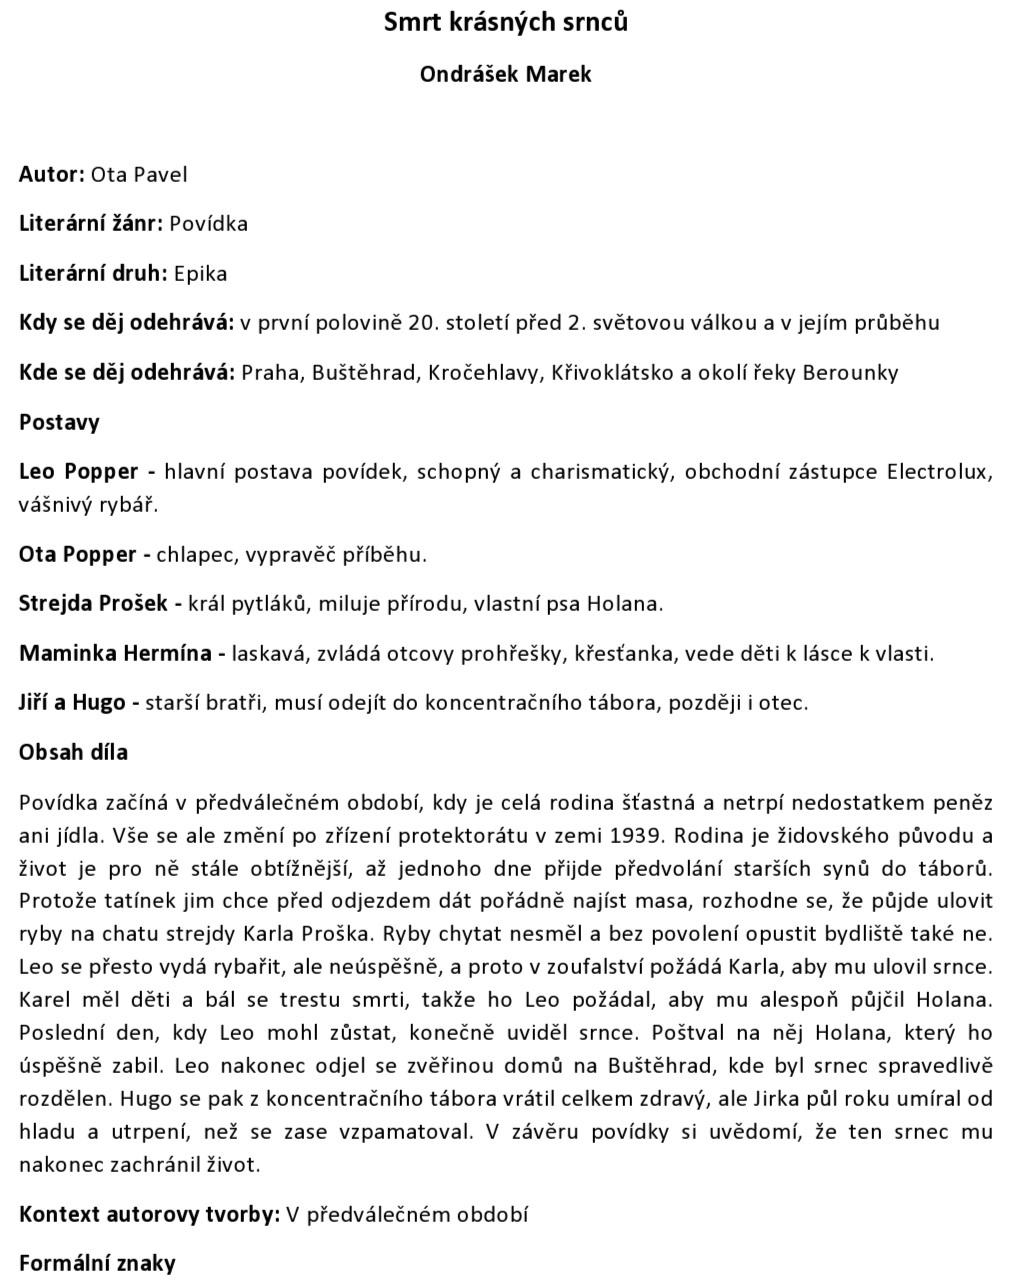 Smrt krásných srnců
Ondrášek Marek
Autor: Ota Pavel
Literární žánr: Povídka
Literární druh: Epika
Kdy se děj odehrává: v první polovině 20. století před 2. světovou válkou a v jejím průběhu
Kde se děj odehrává: Praha, Buštěhrad, Kročehlavy, Křivoklátsko a okolí řeky Berounky
Postavy
Leo Popper - hlavní postava povídek, schopný a charismatický, obchodní zástupce Electrolux,
vášnivý rybář.
Ota Popper - chlapec, vypravěč příběhu.
Strejda Prošek - král pytláků, miluje přírodu, vlastní psa Holana.
Maminka Hermína - laskavá, zvládá otcovy prohřešky, křesťanka, vede děti k lásce k vlasti.
Jiří a Hugo - starší bratři, musí odejít do koncentračního tábora, později i otec.
Obsah díla
Povídka začíná v předválečném období, kdy je celá rodina šťastná a netrpí nedostatkem peněz
ani jídla. Vše se ale změní po zřízení protektorátu v zemi 1939. Rodina je židovského původu a
život je pro ně stále obtížnější, až jednoho dne přijde předvolání starších synů do táborů.
Protože tatínek jim chce před odjezdem dát pořádně najíst masa, rozhodne se, že půjde ulovit
ryby na chatu strejdy Karla Proška. Ryby chytat nesměl a bez povolení opustit bydliště také ne.
Leo se přesto vydá rybařit, ale neúspěšně, a proto v zoufalství požádá Karla, aby mu ulovil srnce.
Karel měl děti a bál se trestu smrti, takže ho Leo požádal, aby mu alespoň půjčil Holana.
Poslední den, kdy Leo mohl zůstat, konečně uviděl srnce. Poštval na něj Holana, který ho
úspěšně zabil. Leo nakonec odjel se zvěřinou domů na Buštěhrad, kde byl srnec spravedlivě
rozdělen. Hugo se pak z koncentračního tábora vrátil celkem zdravý, ale Jirka půl roku umíral od
hladu a utrpení, než se zase vzpamatoval. V závěru povídky si uvědomí, že ten srnec mu
nakonec zachránil život.
Kontext autorovy tvorby: V předválečném období
Formální znaky